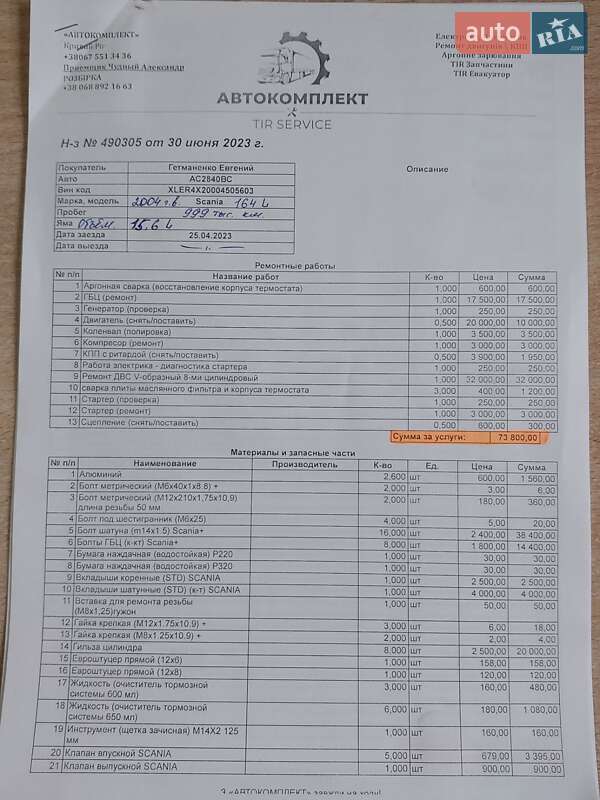 «АВТОКОМПЛЕКТ»
Кривий Ро
+38067 551 34 36
Приемщик Чудный Александр
РОЗБІРКА
+38 068 892 16 63
Аргонне зарювання
TIR Запчастини
TIR Евакуатор
auto RIA .com
АВТОКОМПЛЕКТ
TIR SERVICE
Н-з № 490305 от 30 июня 2023 г.
Описание
Покупатель Гетманенко Евгений
Авто AC2840BC
Вин код XLER4X20004505603
Марка, модель 2004 г.в. Scania 164 L
Пробег 999 тыс. км.
Яма Объём. 15.6 L
Дата заезда 25.04.2023
Дата выезда
Ремонтные работы
№ п/п Название работ К-во Цена Сумма
1 Аргонная сварка (восстановление корпуса термостата) 1,000 600,00 600,00
2 ГБЦ (ремонт) 1,000 17 500,00 17 500,00
3 Генератор (проверка) 1,000 250,00 250,00
4 Двигатель (снять/поставить) 0,500 20 000,00 10 000,00
5 Коленвал (полировка) 1,000 3 500,00 3 500,00
6 Компресор (ремонт) 1,000 3 000,00 3 000,00
7 КПП с ритардой (снять/поставить) 0,500 3 900,00 1 950,00
8 Работа электрика - диагностика стартера 1,000 250,00 250,00
9 Ремонт ДВС V-образный 8-ми цилиндровый 1,000 32 000,00 32 000,00
10 сварка плиты маслянного фильтра и корпуса термостата 3,000 400,00 1 200,00
11 Стартер (проверка) 1,000 250,00 250,00
12 Стартер (ремонт) 1,000 3 000,00 3 000,00
13 Сцепление (снять/поставить) 0,500 600,00 300,00
Сумма за услуги: 73 800,00
Материалы и запасные части
№ п/п Наименование Производитель К-во Ед. Цена Сумма
1 Алюминий 2,600 шт 600,00 1 560,00
2 Болт метрический (М6х40х1х8.8) + 2,000 шт 3,00 6,00
3 Болт метрический (М12х210х1,75х10,9) 2,000 шт 180,00 360,00
длина резьбы 50 мм
4 Болт под шестигранник (М6х25) 4,000 шт 5,00 20,00
5 Болт шатуна (m14x1.5) Scania+ 16,000 шт 2 400,00 38 400,00
6 Болты ГБЦ (к-кт) Scania+ 8,000 шт 1 800,00 14 400,00
7 Бумага наждачная (водостойкая) Р220 1,000 шт 30,00 30,00
8 Бумага наждачная (водостойкая) Р320 1,000 шт 30,00 30,00
9 Вкладыши коренные (STD) SCANIA 1,000 шт 2 500,00 2 500,00
10 Вкладыши шатунные (STD) (к-т) SCANIA 1,000 шт 4 000,00 4 000,00
11 Вставка для ремонта резьбы 1,000 шт 50,00 50,00
(М8х1,25)гужон
12 Гайка крепкая (М12х1.75х10.9) + 3,000 шт 6,00 18,00
13 Гайка крепкая (М8х1.25х10.9) + 2,000 шт 2,00 4,00
14 Гильза цилиндра 8,000 шт 2 500,00 20 000,00
15 Евроштуцер прямой (12х6) 1,000 шт 158,00 158,00
16 Евроштуцер прямой (12х8) 1,000 шт 120,00 120,00
17 Жидкость (очиститель тормозной 3,000 шт 160,00 480,00
системы 600 мл)
18 Жидкость (очиститель тормозной 6,000 шт 180,00 1 080,00
системы 650 мл)
19 Инструмент (щетка зачисная) М14Х2 125 1,000 шт 160,00 160,00
мм
20 Клапан впускной SCANIA 5,000 шт 679,00 3 395,00
21 Клапан выпускной SCANIA 1,000 шт 900,00 900,00
З «АВТОКОМПЛЕКТ» завжди на ходу!